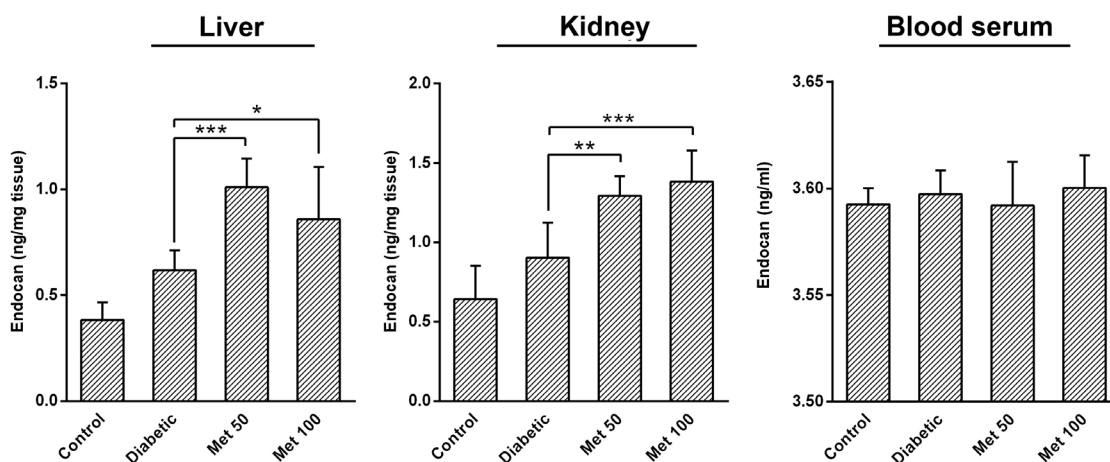 Liver
Endocan (ng/mg tissue)
1.5
1.0
0.5
0.0
*
***
Control
Diabetic
Met 50
Met 100
Kidney
Endocan (ng/mg tissue)
2.0
1.5
1.0
0.5
0.0
***
**
Control
Diabetic
Met 50
Met 100
Blood serum
Endocan (ng/ml)
3.65
3.60
3.55
3.50
Control
Diabetic
Met 50
Met 100